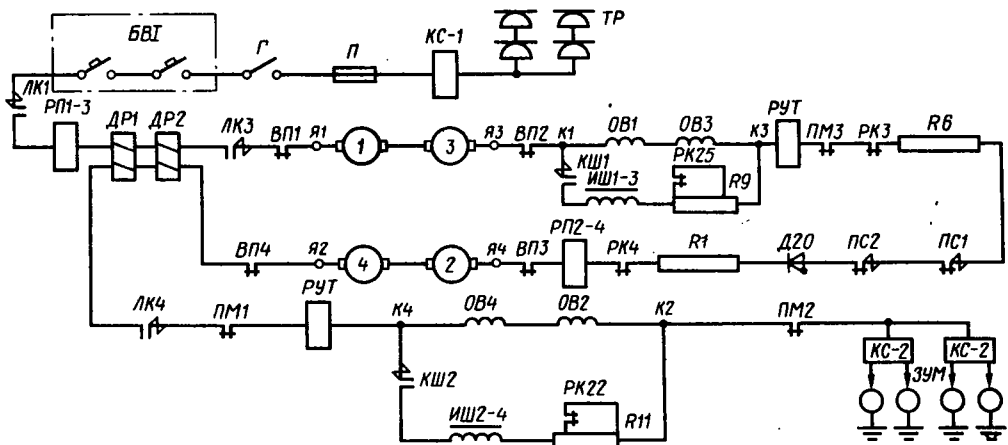 БВІ Г П КС-1 ТР
ЛК1 РП1-3 ДР1 ДР2 ЛК3 ВП1 Я1 1 3 Я3 ВП2 К1 ОВ1 ОВ3 К3 РУТ ПМ3 РК3 R6
КШ1 ИШ1-3 РК25 R9
ВП4 Я2 4 2 Я4 ВП3 РП2-4 РК4 R1 Д20 ПС2 ПС1
ЛК4 ПМ1 РУТ К4 ОВ4 ОВ2 К2 ПМ2 КС-2 КС-2
КШ2 ИШ2-4 РК22 R11 ЗУМ